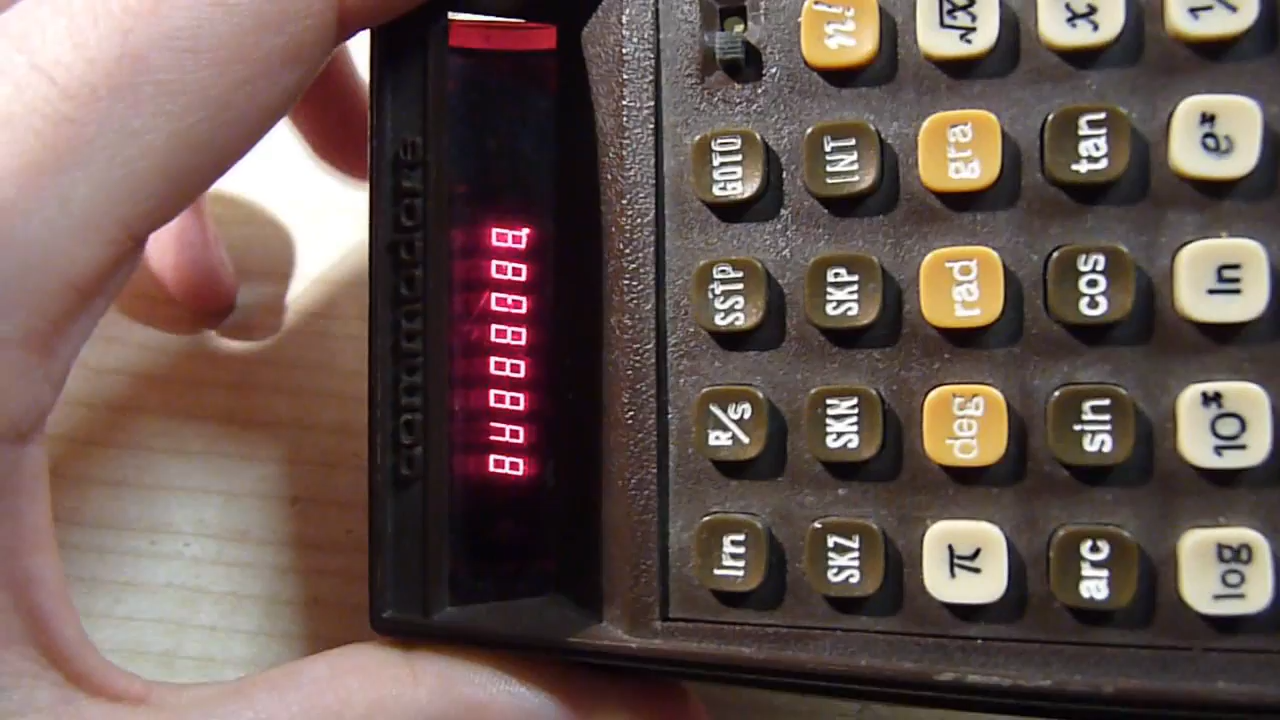 commodore
lrn R/S SSTP GOTO
SKZ SKN SKP INT n!
π deg rad gra √x
arc sin cos tan
log 10ˣ ln eˣ